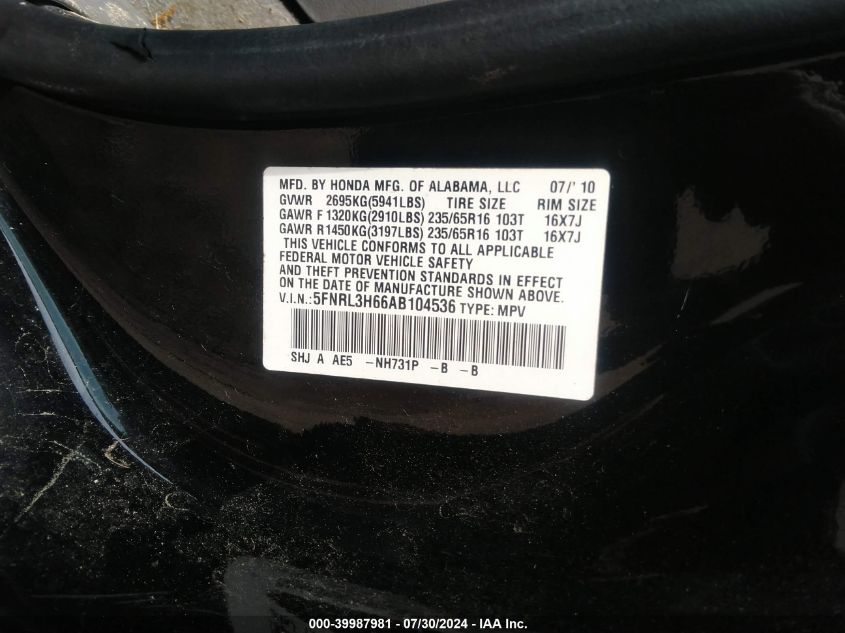 MFD. BY HONDA MFG. OF ALABAMA, LLC 07/'10
GVWR 2695KG(5941LBS) TIRE SIZE RIM SIZE
GAWR F 1320KG(2910LBS) 235/65R16 103T 16X7J
GAWR R1450KG(3197LBS) 235/65R16 103T 16X7J
THIS VEHICLE CONFORMS TO ALL APPLICABLE
FEDERAL MOTOR VEHICLE SAFETY
AND THEFT PREVENTION STANDARDS IN EFFECT
ON THE DATE OF MANUFACTURE SHOWN ABOVE.
V.I.N.:5FNRL3H66AB104536 TYPE: MPV
SHJ A AE5 -NH731P -B -B
000-39987981 - 07/30/2024 - IAA Inc.